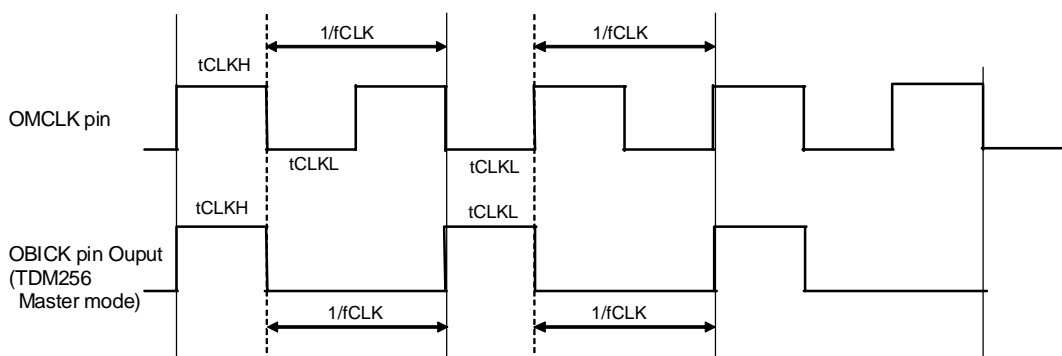 1/fCLK 1/fCLK
tCLKH
OMCLK pin
tCLKL tCLKL
tCLKH tCLKL
OBICK pin Ouput
(TDM256
Master mode)
1/fCLK 1/fCLK